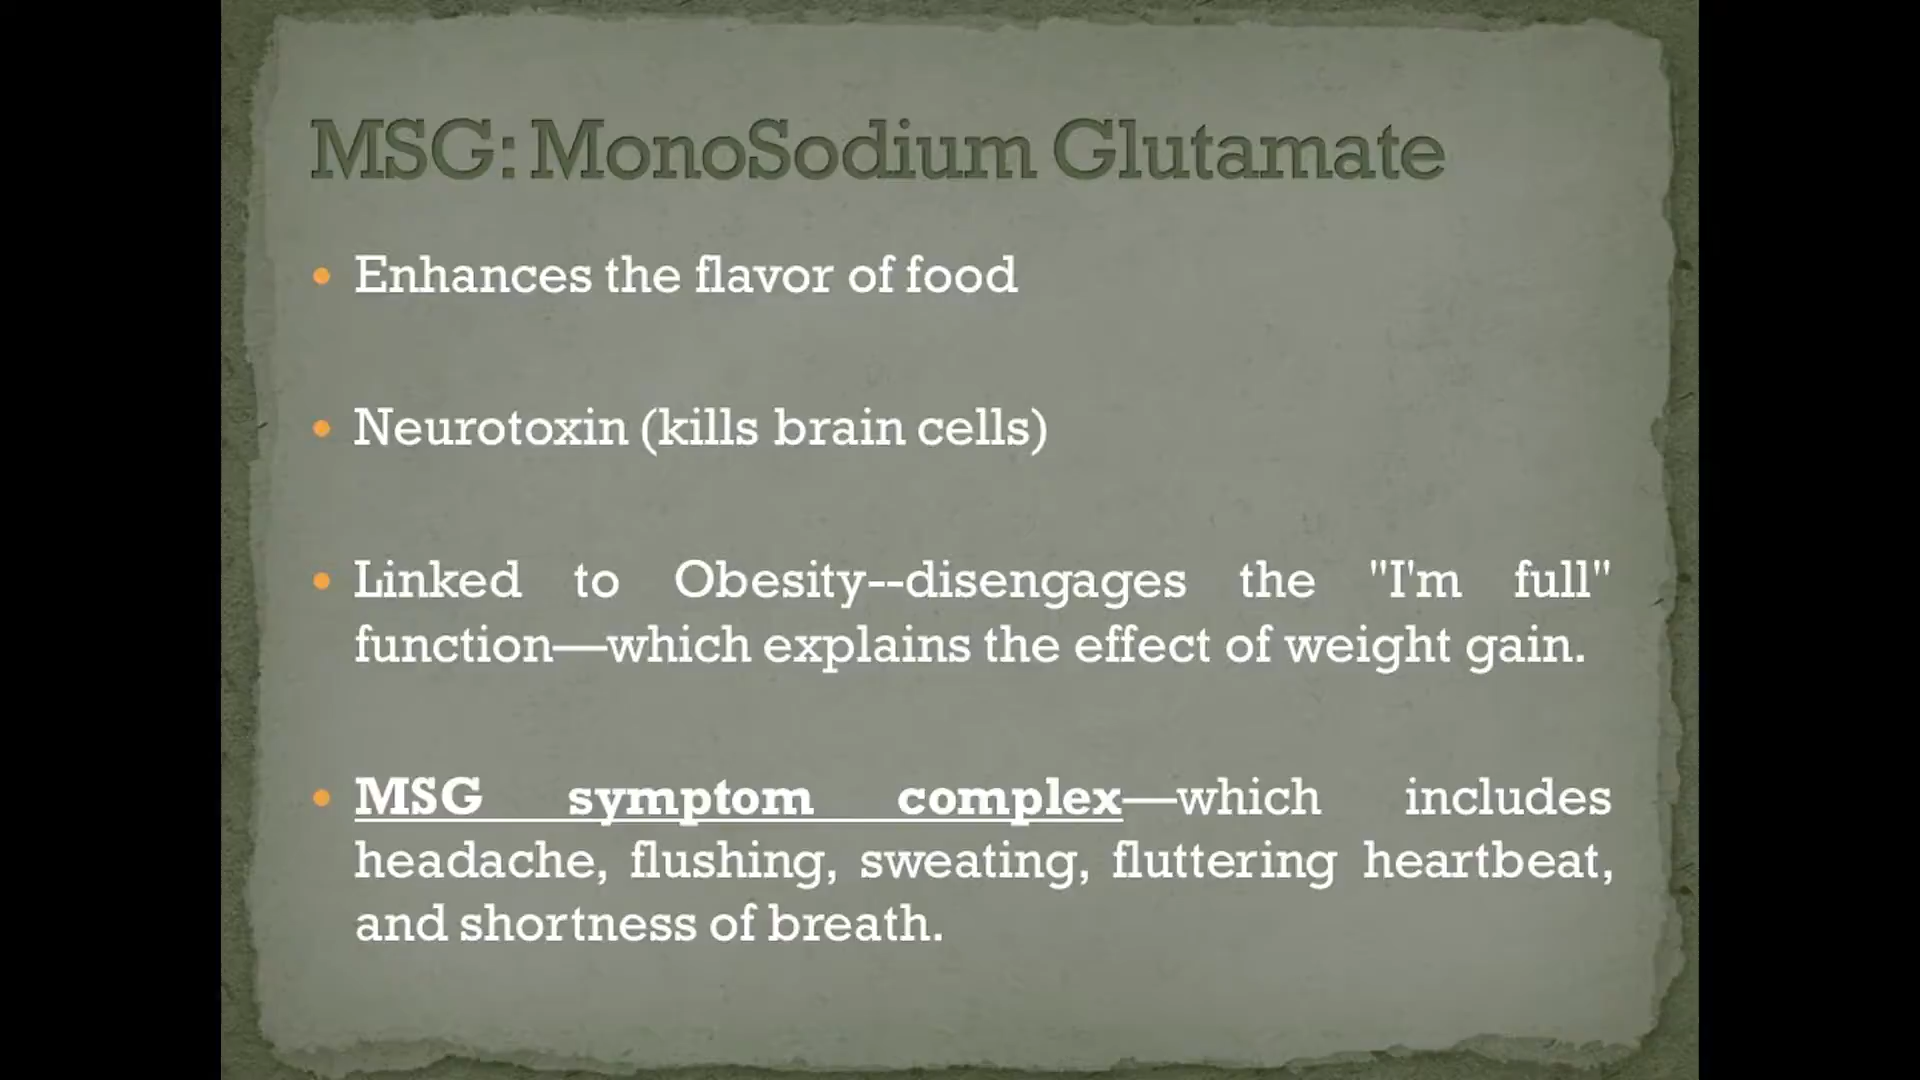 MSG: MonoSodium Glutamate
• Enhances the flavor of food
• Neurotoxin (kills brain cells)
• Linked to Obesity--disengages the "I'm full"
function—which explains the effect of weight gain.
• MSG symptom complex—which includes
headache, flushing, sweating, fluttering heartbeat,
and shortness of breath.